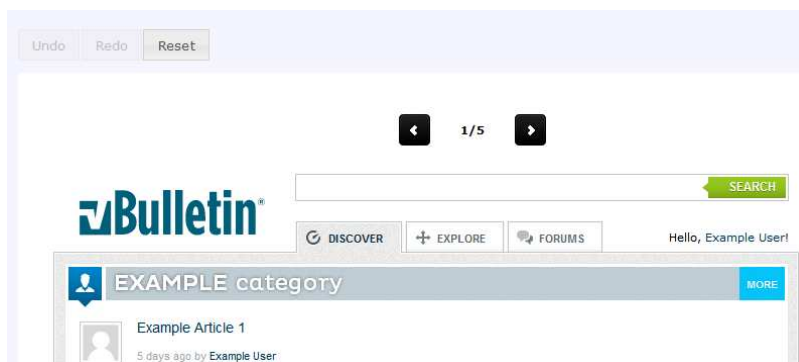 Undo Redo Reset
1/5
vBulletin®
SEARCH
DISCOVER EXPLORE FORUMS
Hello, Example User!
EXAMPLE category
MORE
Example Article 1
5 days ago by Example User